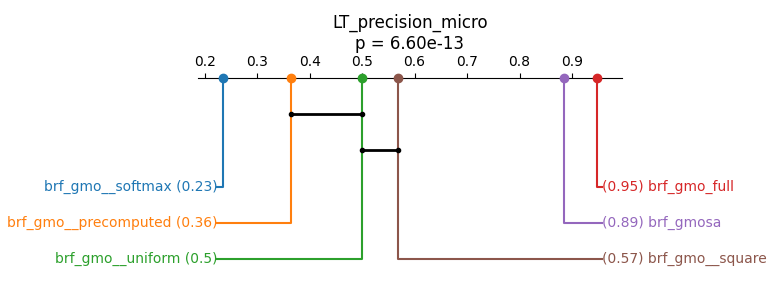 LT_precision_micro
p = 6.60e-13
0.2 0.3 0.4 0.5 0.6 0.7 0.8 0.9
brf_gmo__softmax (0.23) (0.95) brf_gmo_full
brf_gmo__precomputed (0.36) (0.89) brf_gmosa
brf_gmo__uniform (0.5) (0.57) brf_gmo__square